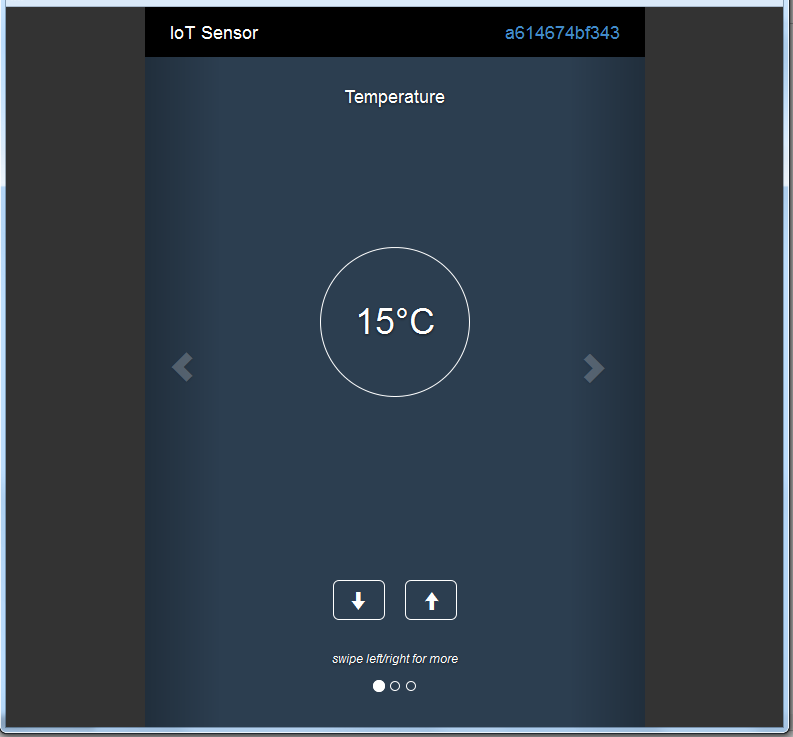 IoT Sensor a614674bf343
Temperature
15°C
swipe left/right for more